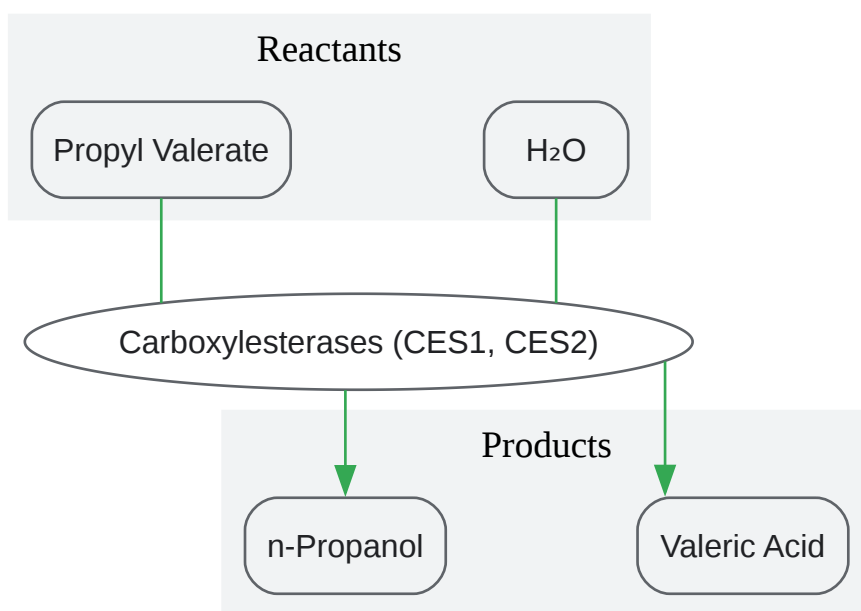 Reactants
Propyl Valerate
H₂O
Carboxylesterases (CES1, CES2)
Products
n-Propanol
Valeric Acid